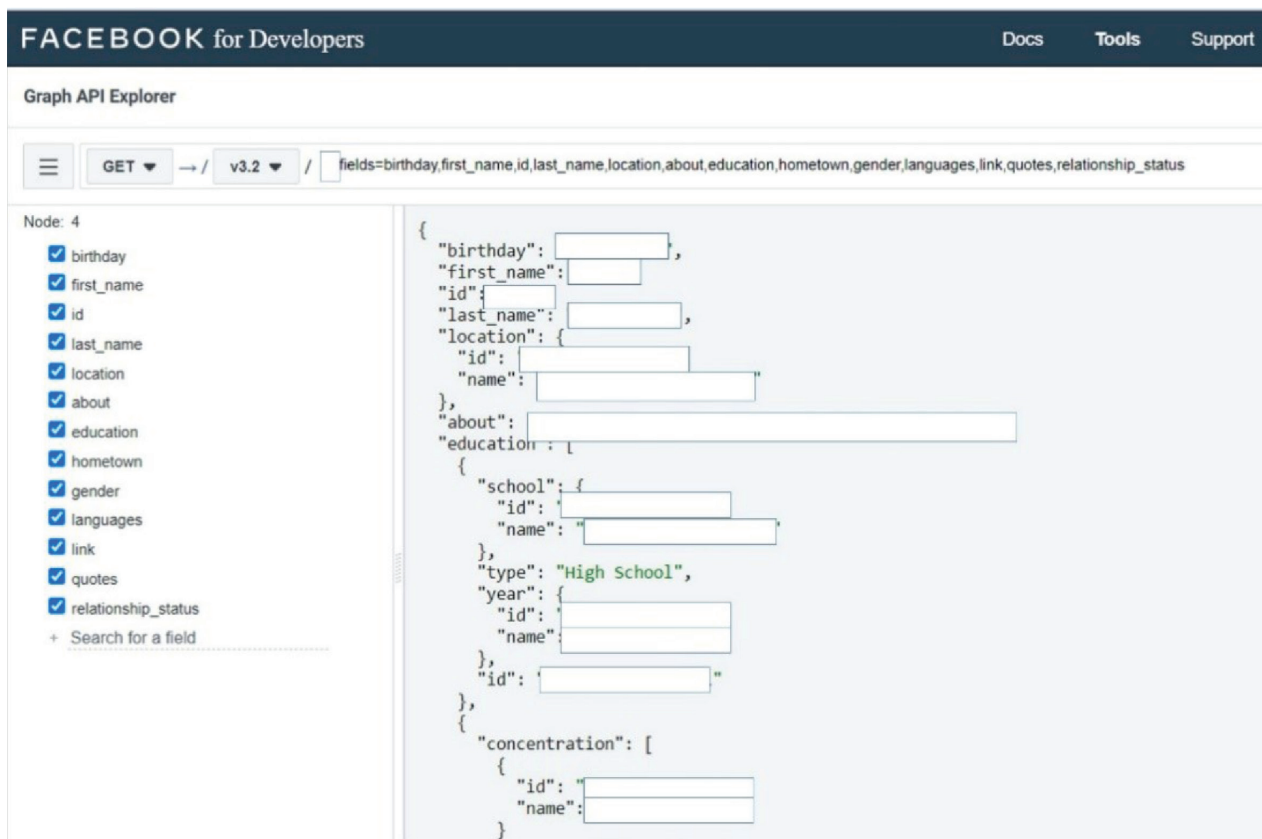 FACEBOOK for Developers Docs Tools Support
Graph API Explorer
GET →/ v3.2 / fields=birthday,first_name,id,last_name,location,about,education,hometown,gender,languages,link,quotes,relationship_status
Node: 4
birthday
first_name
id
last_name
location
about
education
hometown
gender
languages
link
quotes
relationship_status
+ Search for a field
{
"birthday": ",
"first_name":
"id":
"last_name": ,
"location": {
"id": "
"name": "
},
"about":
"education": [
{
"school": {
"id": "
"name": "
},
"type": "High School",
"year": {
"id": "
"name":
},
"id": "
},
{
"concentration": [
{
"id": "
"name":
}